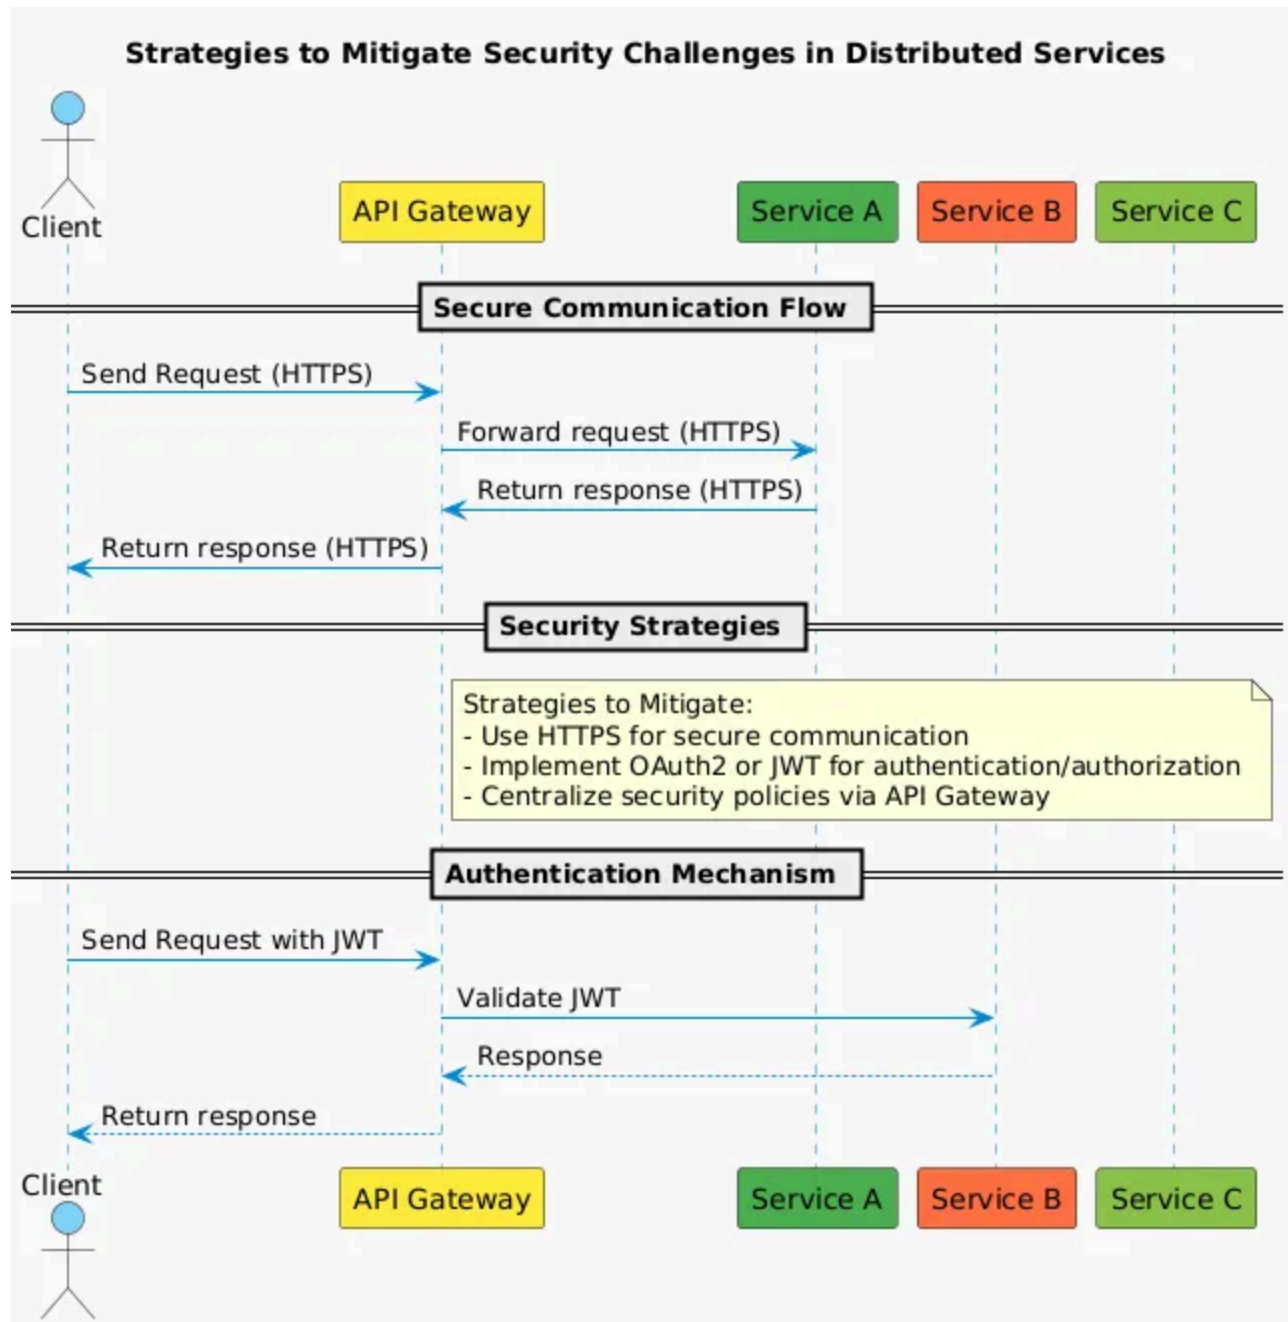 Strategies to Mitigate Security Challenges in Distributed Services
Client
API Gateway
Service A
Service B
Service C
Secure Communication Flow
Send Request (HTTPS)
Forward request (HTTPS)
Return response (HTTPS)
Return response (HTTPS)
Security Strategies
Strategies to Mitigate:
- Use HTTPS for secure communication
- Implement OAuth2 or JWT for authentication/authorization
- Centralize security policies via API Gateway
Authentication Mechanism
Send Request with JWT
Validate JWT
Response
Return response
Client
API Gateway
Service A
Service B
Service C